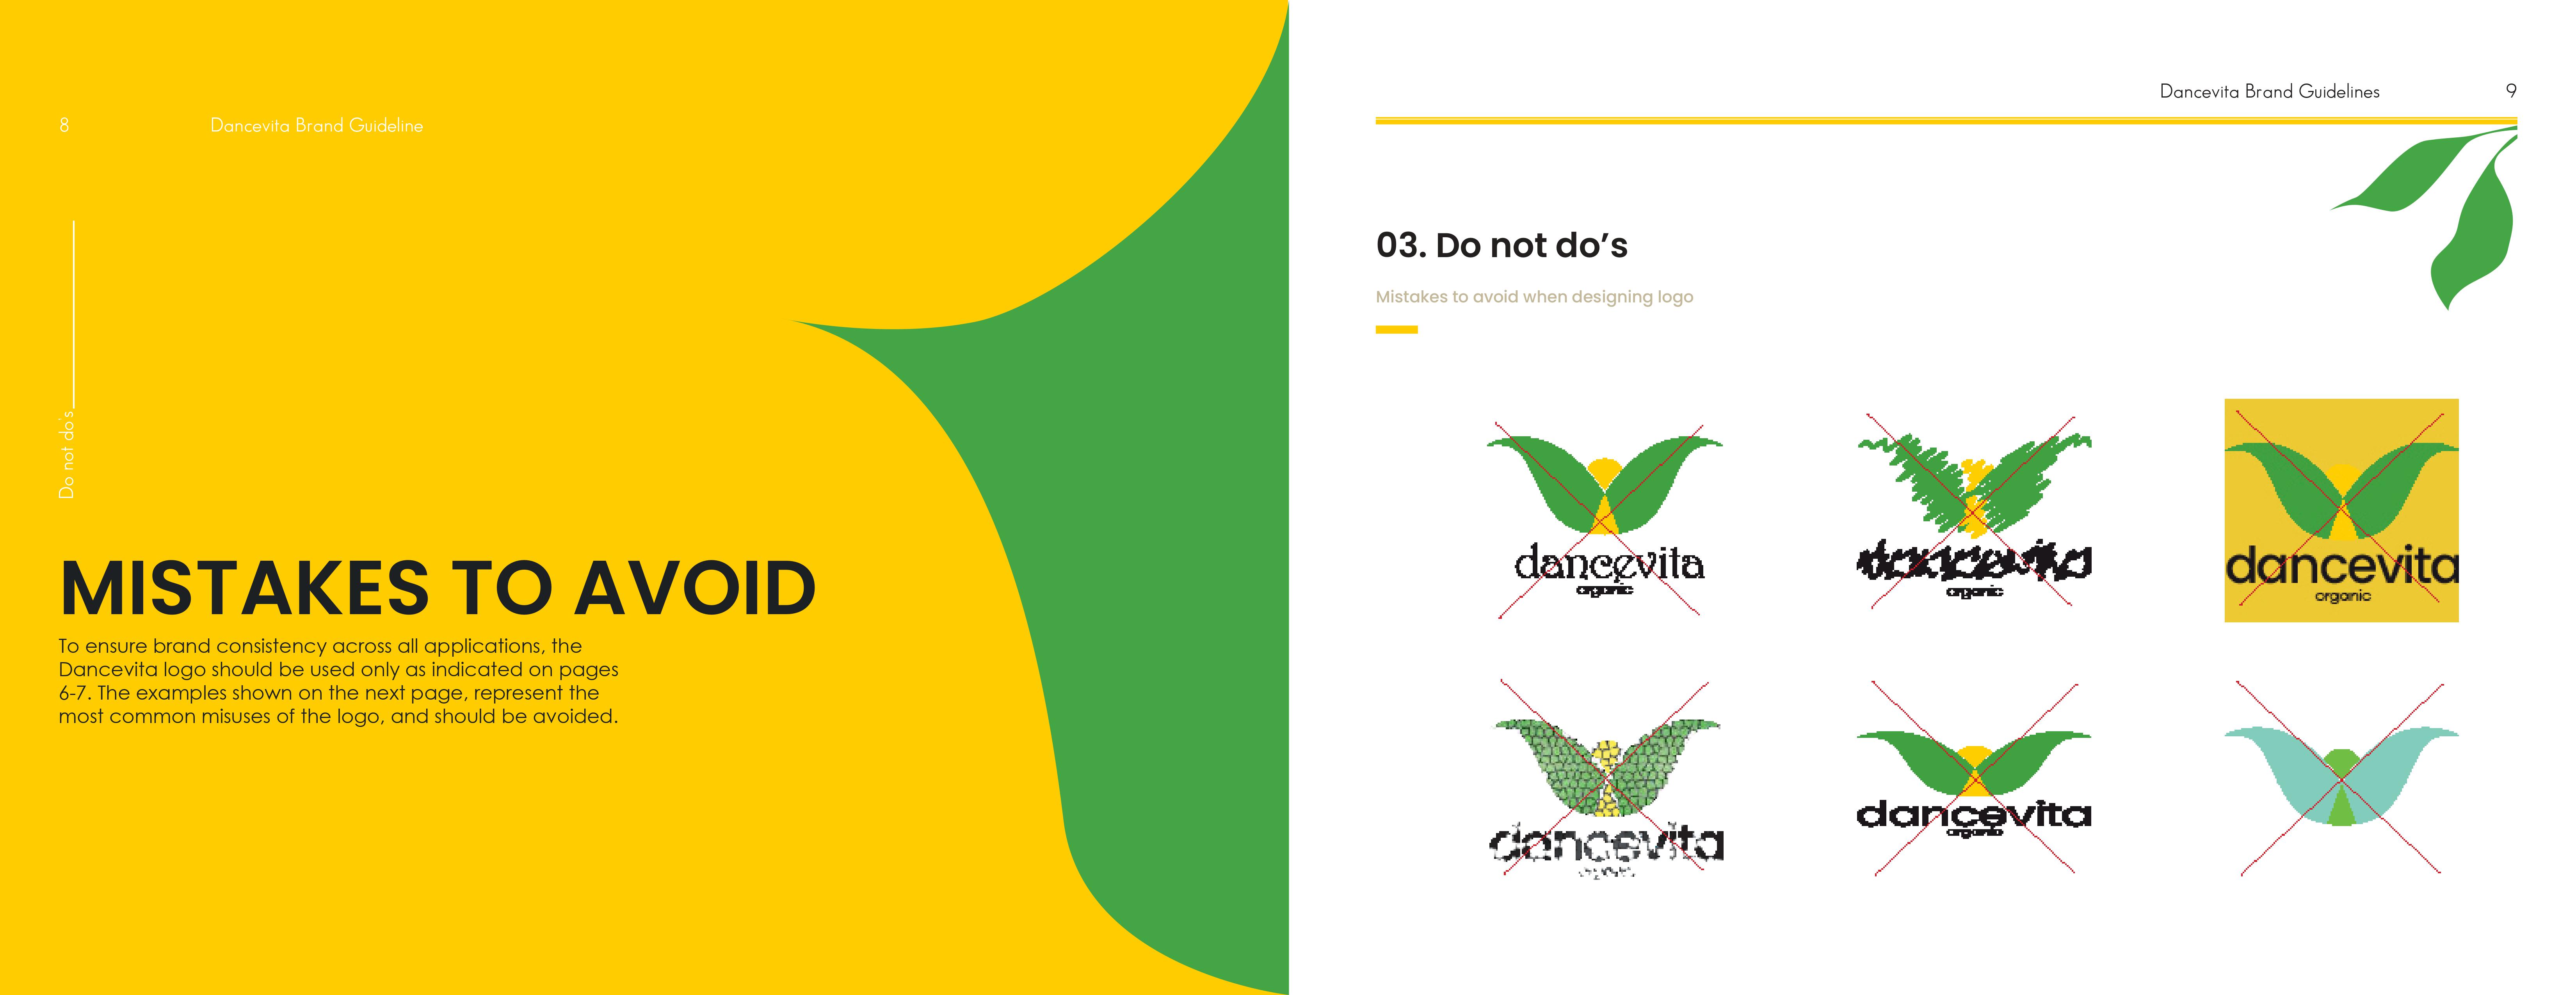 8
Dancevita Brand Guideline
Do not do's
MISTAKES TO AVOID
To ensure brand consistency across all applications, the
Dancevita logo should be used only as indicated on pages
6-7. The examples shown on the next page, represent the
most common misuses of the logo, and should be avoided.
Dancevita Brand Guidelines
9
03. Do not do’s
Mistakes to avoid when designing logo
dancevita
organic
dancevita
organic
dancevita
organic
dancevita
dancevita
organic